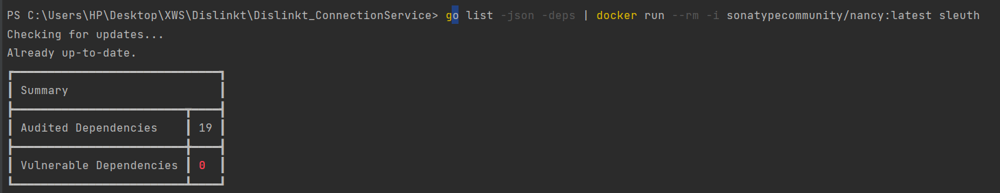 PS C:\Users\HP\Desktop\XWS\Dislinkt\Dislinkt_ConnectionService> go list -json -deps | docker run --rm -i sonatypecommunity/nancy:latest sleuth
Checking for updates...
Already up-to-date.
Summary
Audited Dependencies 19
Vulnerable Dependencies 0